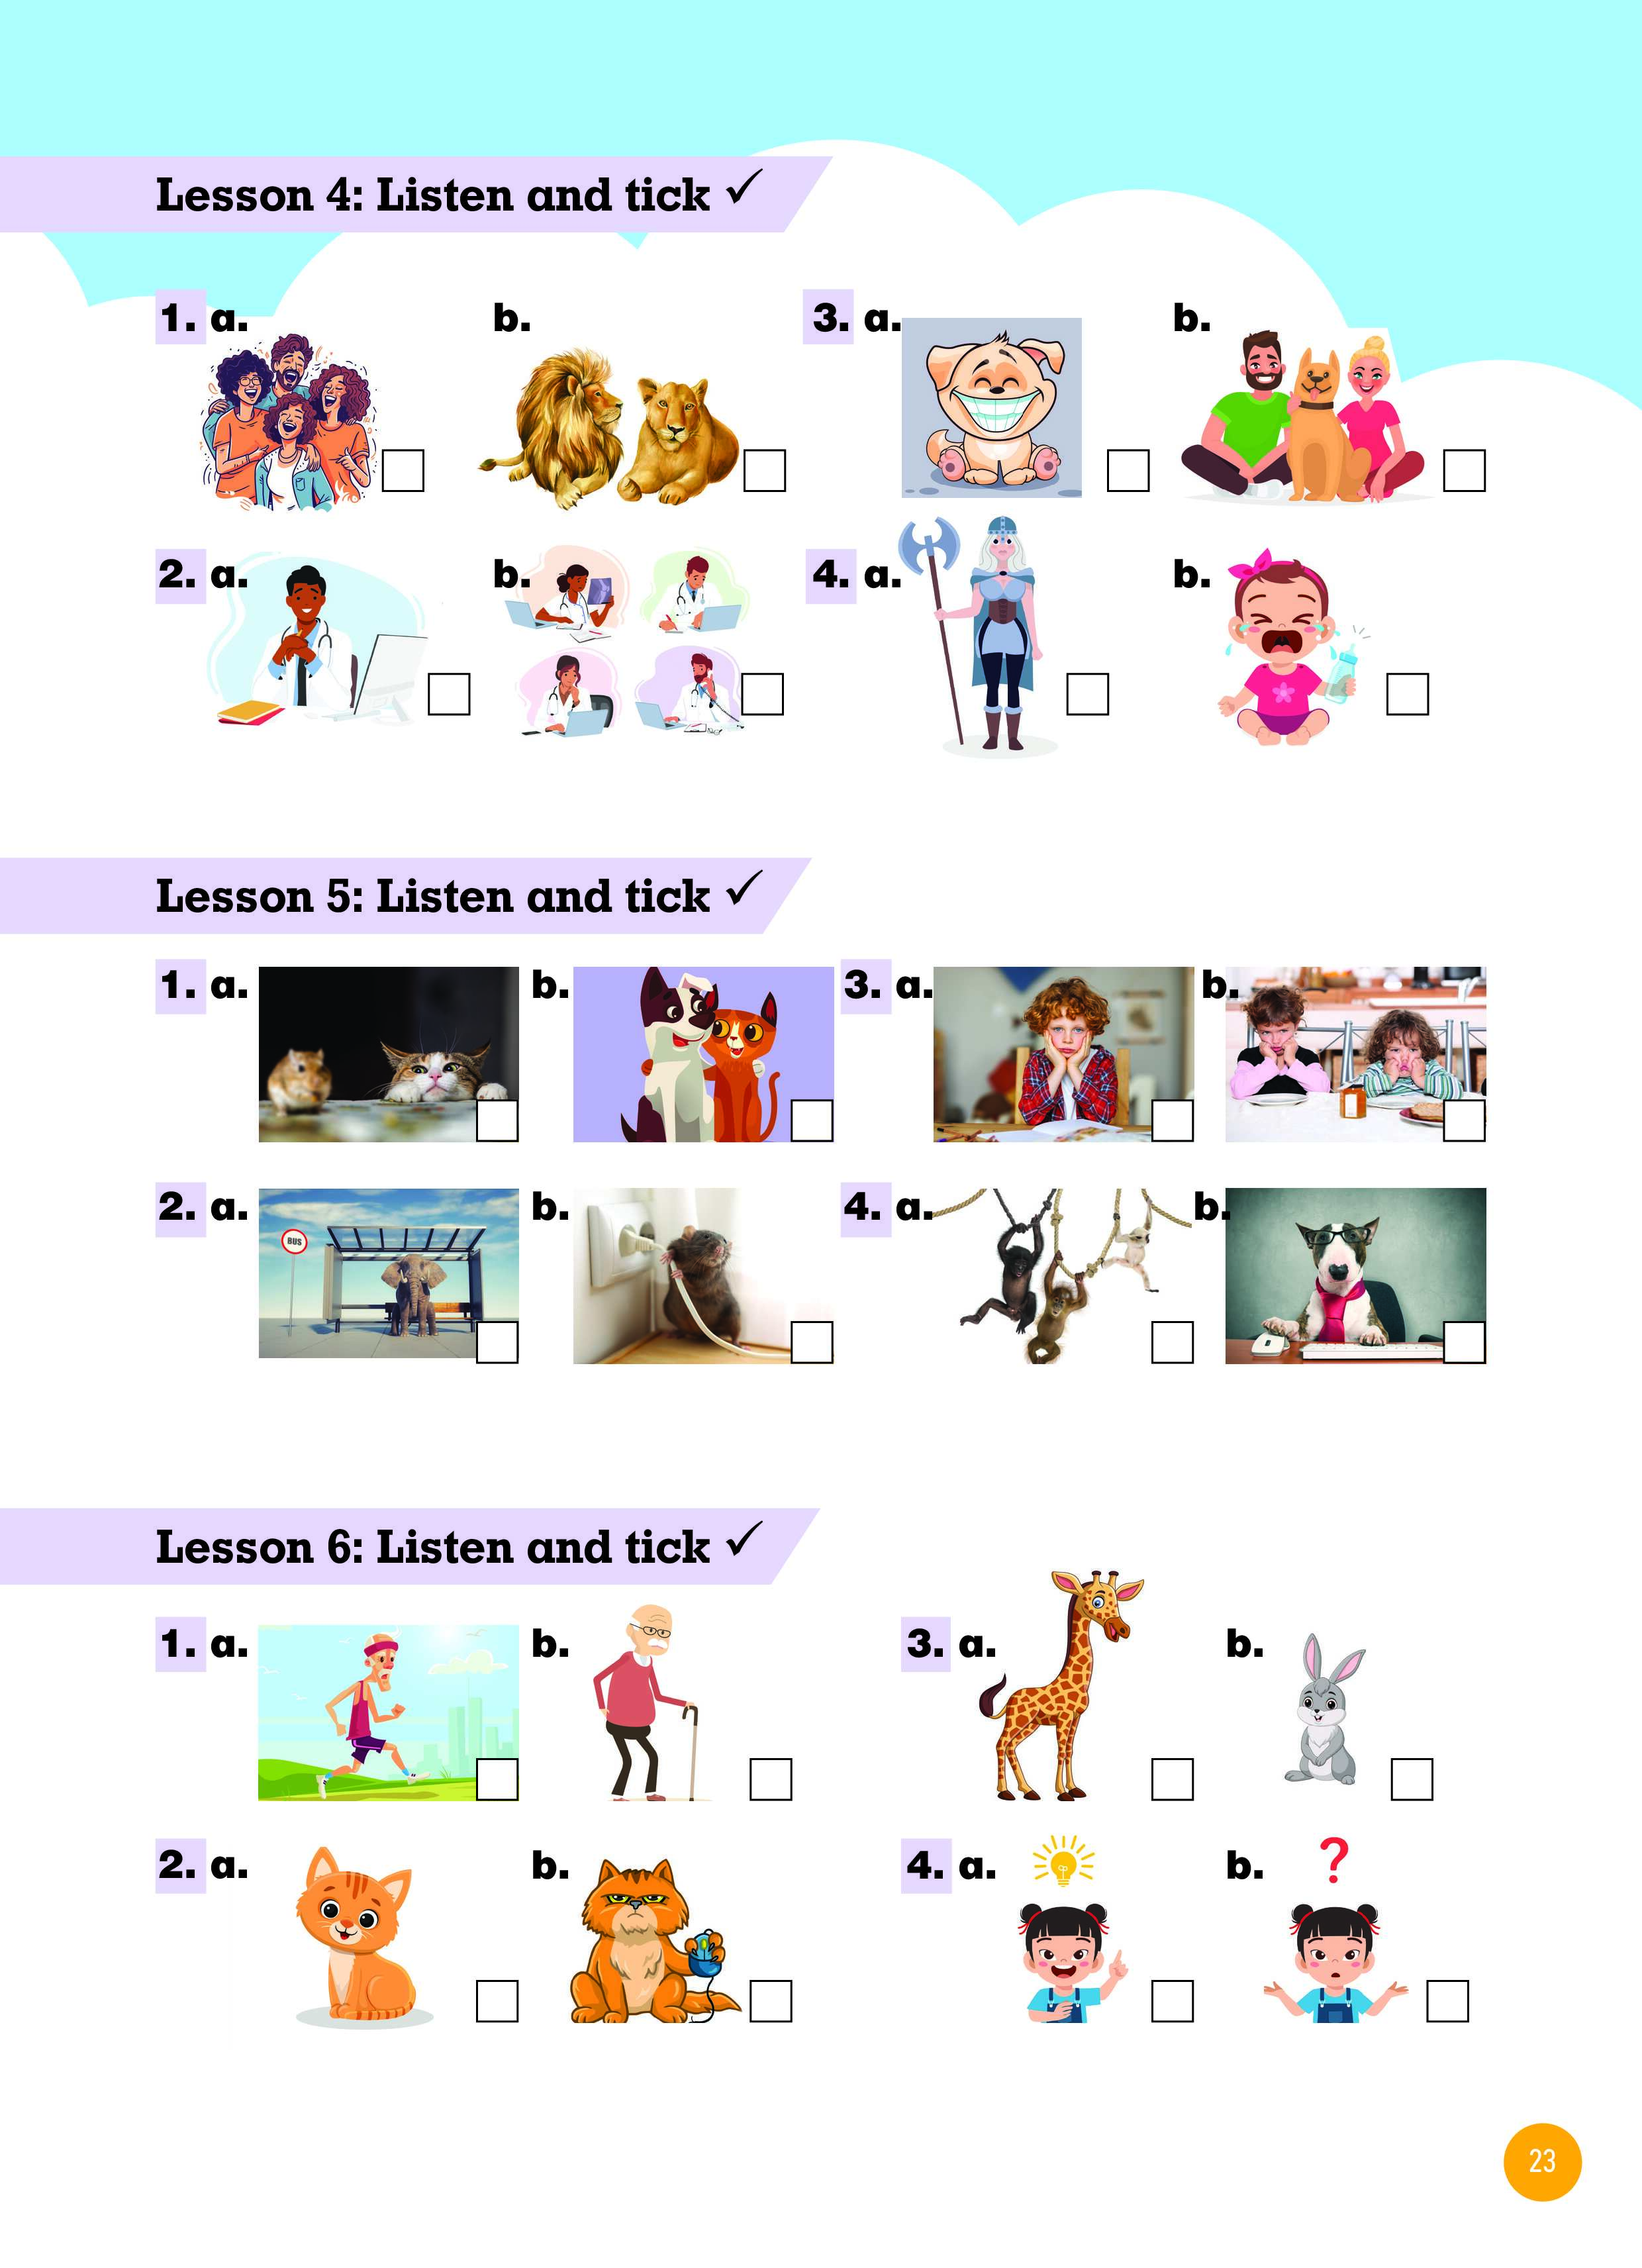 Lesson 4: Listen and tick ✓
1. a.
b.
3. a.
b.
2. a.
b.
4. a.
b.
Lesson 5: Listen and tick ✓
1. a.
b.
3. a.
b.
2. a.
BUS
b.
4. a.
b.
Lesson 6: Listen and tick ✓
1. a.
b.
3. a.
b.
2. a.
b.
4. a.
b.
?
23